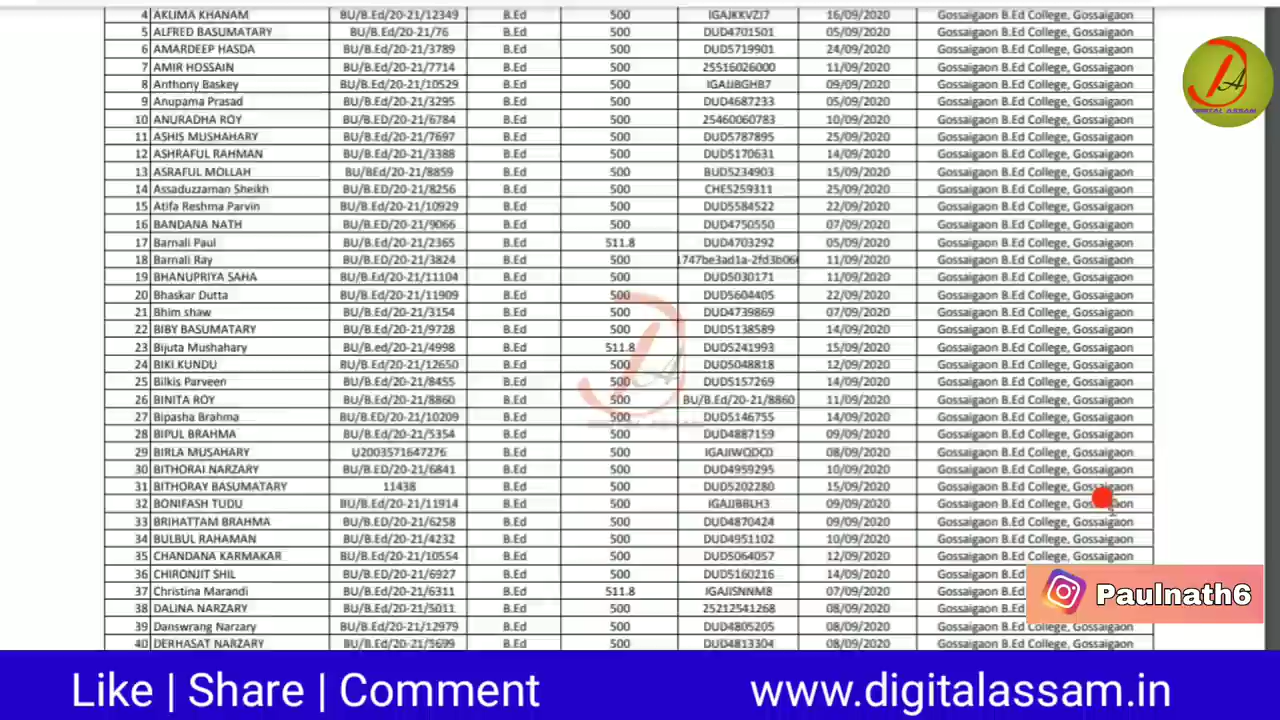 4 AKLIMA KHANAM BU/B.Ed/20-21/12349 B.Ed 500 IGAJKKVZJ7 16/09/2020 Gossaigaon B.Ed College, Gossaigaon
5 ALFRED BASUMATARY BU/B.Ed/20-21/76 B.Ed 500 DUD4701501 05/09/2020 Gossaigaon B.Ed College, Gossaigaon
6 AMARDEEP HASDA BU/B.Ed/20-21/3789 B.Ed 500 DUD5719901 24/09/2020 Gossaigaon B.Ed College, Gossaigaon
7 AMIR HOSSAIN BU/B.Ed/20-21/7714 B.Ed 500 25516026000 11/09/2020 Gossaigaon B.Ed College, Gossaigaon
8 Anthony Baskey BU/B.Ed/20-21/10529 B.Ed 500 IGAJJBGHB7 09/09/2020 Gossaigaon B.Ed College, Gossaigaon
9 Anupama Prasad BU/B.Ed/20-21/3295 B.Ed 500 DUD4687233 05/09/2020 Gossaigaon B.Ed College, Gossaigaon
10 ANURADHA ROY BU/B.ED/20-21/6784 B.Ed 500 25460060783 10/09/2020 Gossaigaon B.Ed College, Gossaigaon
11 ASHIS MUSHAHARY BU/B.Ed/20-21/7697 B.Ed 500 DUD5787895 25/09/2020 Gossaigaon B.Ed College, Gossaigaon
12 ASHRAFUL RAHMAN BU/B.ED/20-21/3388 B.Ed 500 DUD5170631 14/09/2020 Gossaigaon B.Ed College, Gossaigaon
13 ASRAFUL MOLLAH BU/BEd/20-21/8859 B.Ed 500 BUD5234903 15/09/2020 Gossaigaon B.Ed College, Gossaigaon
14 Assaduzzaman Sheikh BU/B.ED/20-21/8256 B.Ed 500 CHE5259311 25/09/2020 Gossaigaon B.Ed College, Gossaigaon
15 Atifa Reshma Parvin BU/B.Ed/20-21/10929 B.Ed 500 DUD5584522 22/09/2020 Gossaigaon B.Ed College, Gossaigaon
16 BANDANA NATH BU/B.ED/20-21/9066 B.Ed 500 DUD4750550 07/09/2020 Gossaigaon B.Ed College, Gossaigaon
17 Barnali Paul BU/B.Ed/20-21/2365 B.Ed 511.8 DUD4703292 05/09/2020 Gossaigaon B.Ed College, Gossaigaon
18 Barnali Ray BU/B.ED/20-21/3824 B.Ed 500 1747be3ad1a-2fd3b06 11/09/2020 Gossaigaon B.Ed College, Gossaigaon
19 BHANUPRIYA SAHA BU/B.ED/20-21/11104 B.Ed 500 DUD5030171 11/09/2020 Gossaigaon B.Ed College, Gossaigaon
20 Bhaskar Dutta BU/B.Ed/20-21/11909 B.Ed 500 DUD5604405 22/09/2020 Gossaigaon B.Ed College, Gossaigaon
21 Bhim shaw BU/B.Ed/20-21/3154 B.Ed 500 DUD4739869 07/09/2020 Gossaigaon B.Ed College, Gossaigaon
22 BIBY BASUMATARY BU/B.Ed/20-21/9728 B.Ed 500 DUD5138589 14/09/2020 Gossaigaon B.Ed College, Gossaigaon
23 Bijuta Mushahary BU/B.ed/20-21/4998 B.Ed 511.8 DUD5241993 15/09/2020 Gossaigaon B.Ed College, Gossaigaon
24 BIKI KUNDU BU/B.Ed/20-21/12650 B.Ed 500 DUD5048818 12/09/2020 Gossaigaon B.Ed College, Gossaigaon
25 Bilkis Parveen BU/B.Ed/20-21/8455 B.Ed 500 DUD5157269 14/09/2020 Gossaigaon B.Ed College, Gossaigaon
26 BINITA ROY BU/B.Ed/20-21/8860 B.Ed 500 BU/B.Ed/20-21/8860 11/09/2020 Gossaigaon B.Ed College, Gossaigaon
27 Bipasha Brahma BU/B.ED/20-21/10209 B.Ed 500 DUD5146755 14/09/2020 Gossaigaon B.Ed College, Gossaigaon
28 BIPUL BRAHMA BU/B.Ed/20-21/5354 B.Ed 500 DUD4887159 09/09/2020 Gossaigaon B.Ed College, Gossaigaon
29 BIRLA MUSAHARY U2003571647276 B.Ed 500 IGAJIWQDC0 08/09/2020 Gossaigaon B.Ed College, Gossaigaon
30 BITHORAI NARZARY BU/B.ED/20-21/6841 B.Ed 500 DUD4959295 10/09/2020 Gossaigaon B.Ed College, Gossaigaon
31 BITHORAY BASUMATARY 11438 B.Ed 500 DUD5202280 15/09/2020 Gossaigaon B.Ed College, Gossaigaon
32 BONIFASH TUDU BU/B.Ed/20-21/11914 B.Ed 500 IGAJJBBLH3 09/09/2020 Gossaigaon B.Ed College, Gossaigaon
33 BRIHATTAM BRAHMA BU/B.ED/20-21/6258 B.Ed 500 DUD4870424 09/09/2020 Gossaigaon B.Ed College, Gossaigaon
34 BULBUL RAHAMAN BU/B.Ed/20-21/4232 B.Ed 500 DUD4951102 10/09/2020 Gossaigaon B.Ed College, Gossaigaon
35 CHANDANA KARMAKAR BU/B.Ed/20-21/10554 B.Ed 500 DUD5064057 12/09/2020 Gossaigaon B.Ed College, Gossaigaon
36 CHIRONJIT SHIL BU/B.ED/20-21/6927 B.Ed 500 DUD5160216 14/09/2020 Gossaigaon B.Ed College, Gossaigaon
37 Christina Marandi BU/B.Ed/20-21/6311 B.Ed 511.8 IGAJISNNM8 07/09/2020 Gossaigaon B.Ed College, Gossaigaon
38 DALINA NARZARY BU/B.Ed/20-21/5011 B.Ed 500 25212541268 08/09/2020 Gossaigaon B.Ed College, Gossaigaon
39 Danswrang Narzary BU/B.Ed/20-21/12979 B.Ed 500 DUD4805205 08/09/2020 Gossaigaon B.Ed College, Gossaigaon
40 DERHASAT NARZARY BU/B.Ed/20-21/5699 B.Ed 500 DUD4813304 08/09/2020 Gossaigaon B.Ed College, Gossaigaon
DA
DIGITAL ASSAM
Paulnath6
Like | Share | Comment
www.digitalassam.in